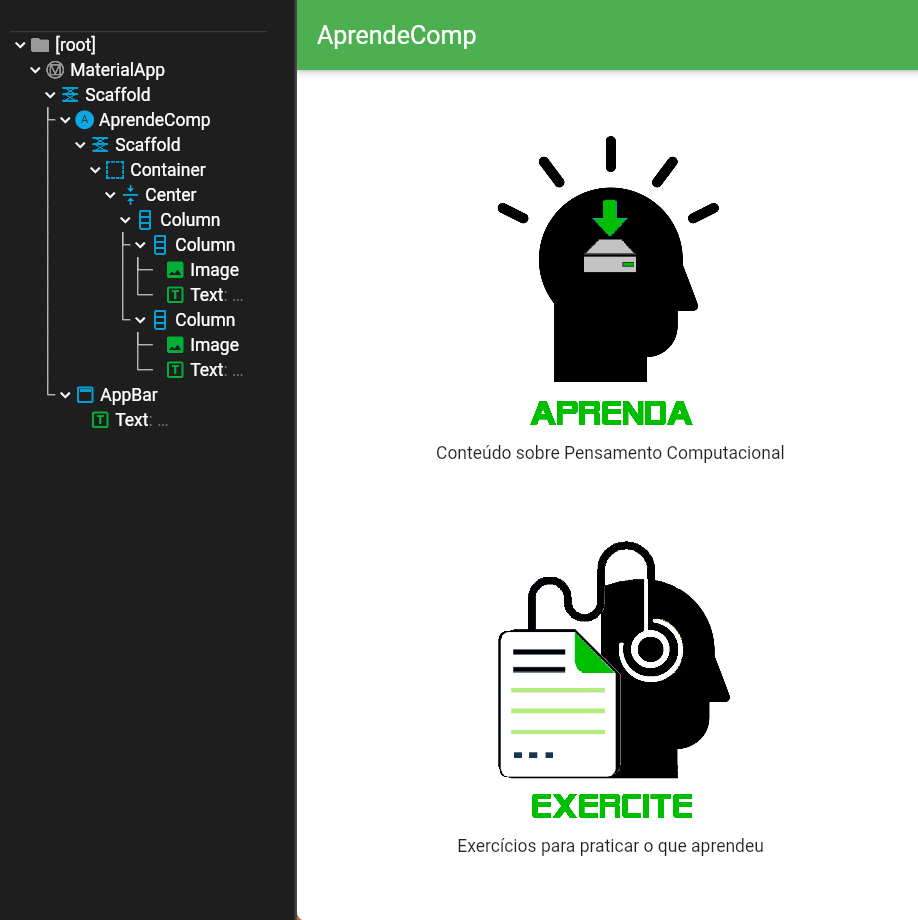 [root]
MaterialApp
Scaffold
A AprendeComp
Scaffold
Container
Center
Column
Column
Image
T Text: ...
Column
Image
T Text: ...
AppBar
T Text: ...
AprendeComp
APRENDA
Conteúdo sobre Pensamento Computacional
EXERCITE
Exercícios para praticar o que aprendeu